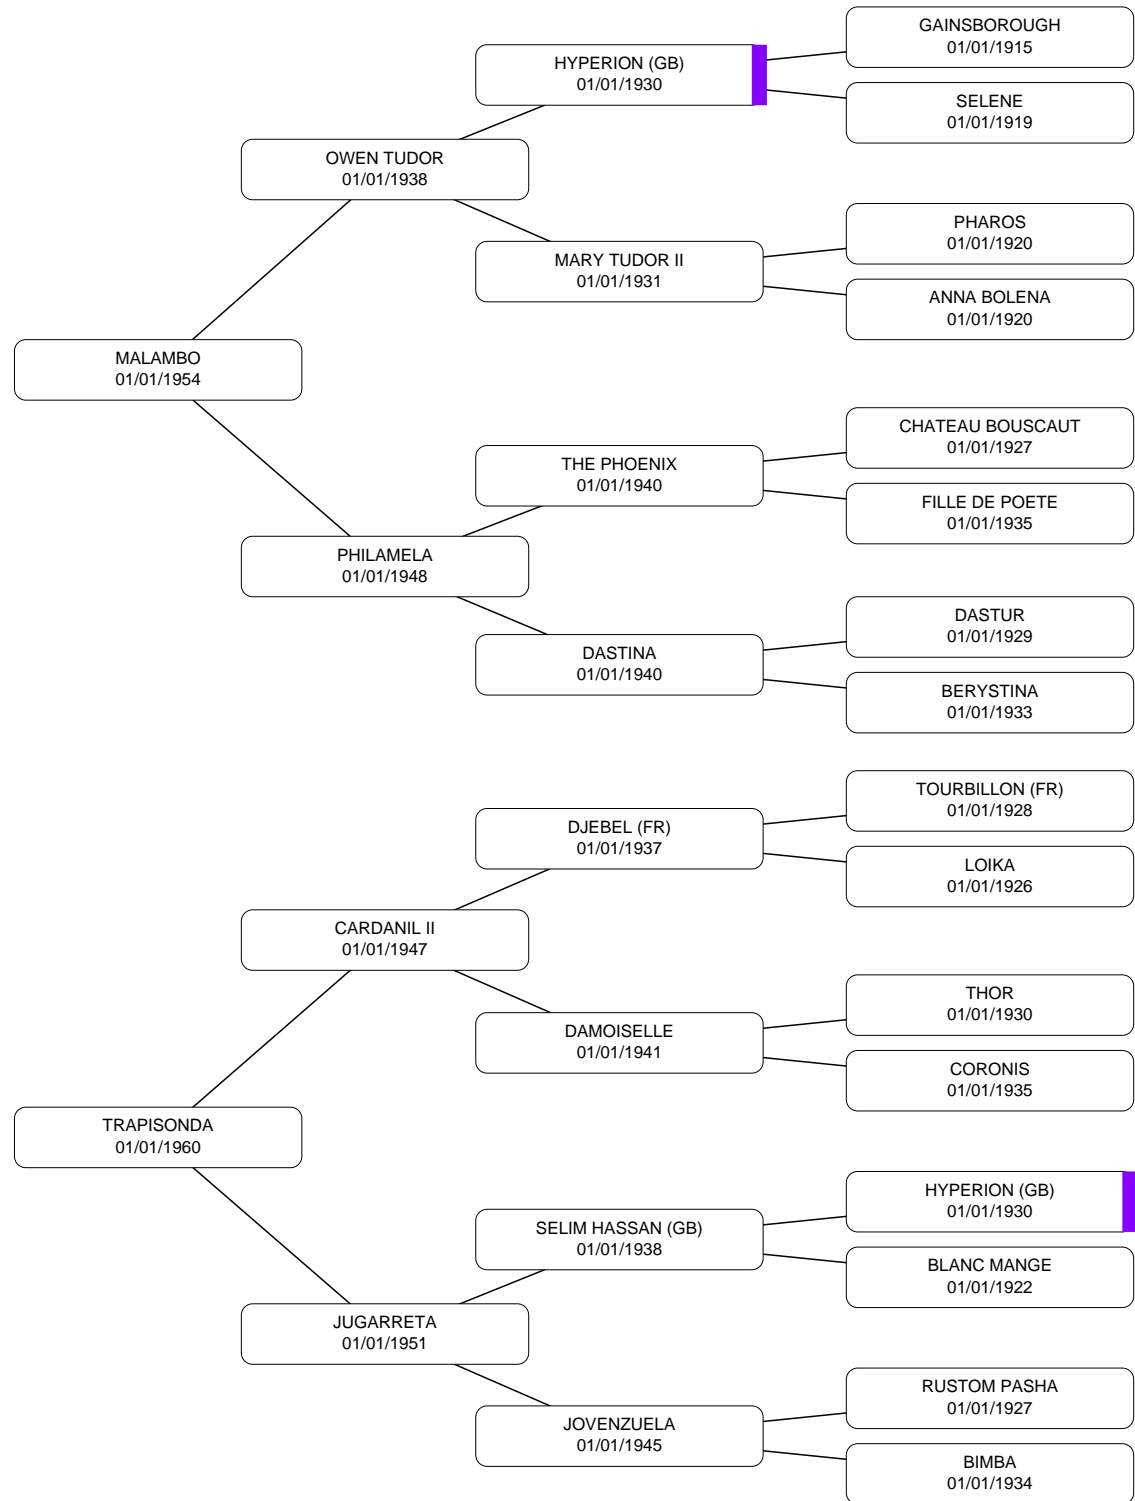 GAINSBOROUGH
01/01/1915
HYPERION (GB)
01/01/1930
SELENE
01/01/1919
OWEN TUDOR
01/01/1938
PHAROS
01/01/1920
MARY TUDOR II
01/01/1931
ANNA BOLENA
01/01/1920
MALAMBO
01/01/1954
CHATEAU BOUSCAUT
01/01/1927
THE PHOENIX
01/01/1940
FILLE DE POETE
01/01/1935
PHILAMELA
01/01/1948
DASTUR
01/01/1929
DASTINA
01/01/1940
BERYSTINA
01/01/1933
TOURBILLON (FR)
01/01/1928
DJEBEL (FR)
01/01/1937
LOIKA
01/01/1926
CARDANIL II
01/01/1947
THOR
01/01/1930
DAMOISELLE
01/01/1941
CORONIS
01/01/1935
TRAPISONDA
01/01/1960
HYPERION (GB)
01/01/1930
SELIM HASSAN (GB)
01/01/1938
BLANC MANGE
01/01/1922
JUGARRETA
01/01/1951
RUSTOM PASHA
01/01/1927
JOVENZUELA
01/01/1945
BIMBA
01/01/1934